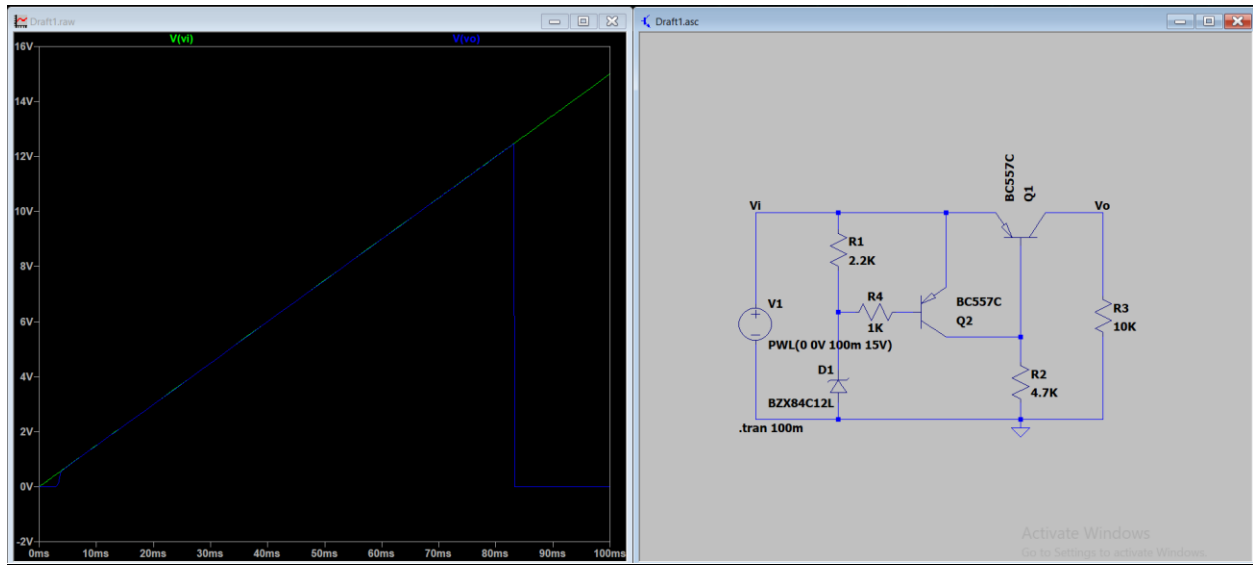 Draft1.raw
V(vi) V(vo)
16V
14V
12V
10V
8V
6V
4V
2V
0V
-2V
0ms 10ms 20ms 30ms 40ms 50ms 60ms 70ms 80ms 90ms 100ms
Draft1.asc
BC557C
Q1
Vi
Vo
R1
2.2K
R4
1K
BC557C
Q2
V1
PWL(0 0V 100m 15V)
R3
10K
D1
BZX84C12L
R2
4.7K
.tran 100m
Activate Windows
Go to Settings to activate Windows.